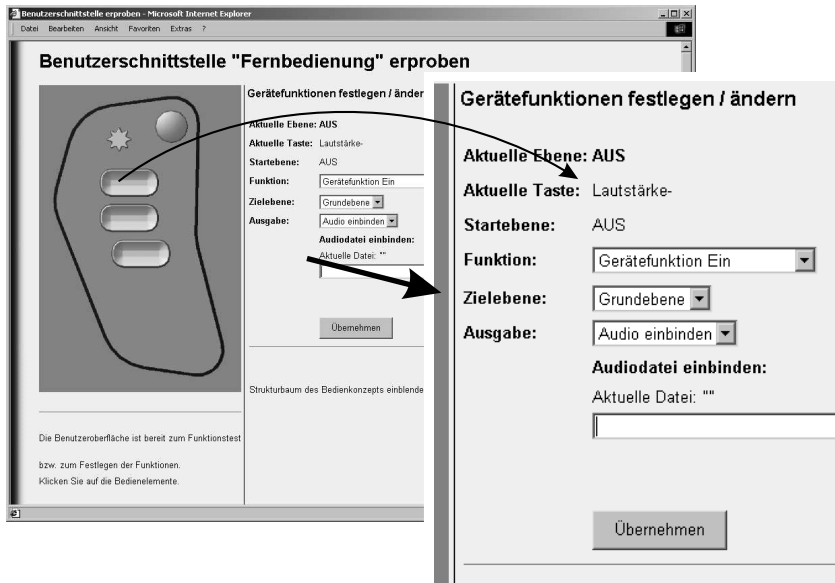 Benutzerschnittstelle erproben - Microsoft Internet Explorer
Datei Bearbeiten Ansicht Favoriten Extras ?
Benutzerschnittstelle "Fernbedienung" erproben
Gerätefunktionen festlegen / änder
Aktuelle Ebene: AUS
Aktuelle Taste: Lautstärke-
Startebene: AUS
Funktion: Gerätefunktion Ein
Zielebene: Grundebene
Ausgabe: Audio einbinden
Audiodatei einbinden:
Aktuelle Datei: ""
Übernehmen
Strukturbaum des Bedienkonzepts einblende
Die Benutzeroberfläche ist bereit zum Funktionstest
bzw. zum Festlegen der Funktionen.
Klicken Sie auf die Bedienelemente.
Gerätefunktionen festlegen / ändern
Aktuelle Ebene: AUS
Aktuelle Taste: Lautstärke-
Startebene: AUS
Funktion: Gerätefunktion Ein
Zielebene: Grundebene
Ausgabe: Audio einbinden
Audiodatei einbinden:
Aktuelle Datei: ""
Übernehmen